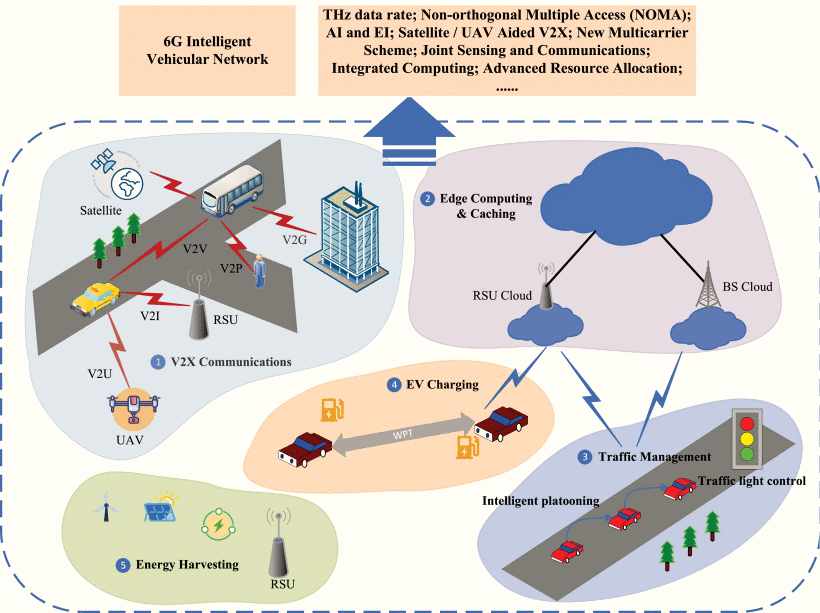 6G Intelligent
Vehicular Network
THz data rate; Non-orthogonal Multiple Access (NOMA);
AI and EI; Satellite / UAV Aided V2X; New Multicarrier
Scheme; Joint Sensing and Communications;
Integrated Computing; Advanced Resource Allocation;
......
Satellite
V2V
V2P
V2G
V2I
RSU
V2U
UAV
1 V2X Communications
2 Edge Computing
& Caching
RSU Cloud
BS Cloud
4 EV Charging
WPT
3 Traffic Management
Traffic light control
Intelligent platooning
5 Energy Harvesting
RSU